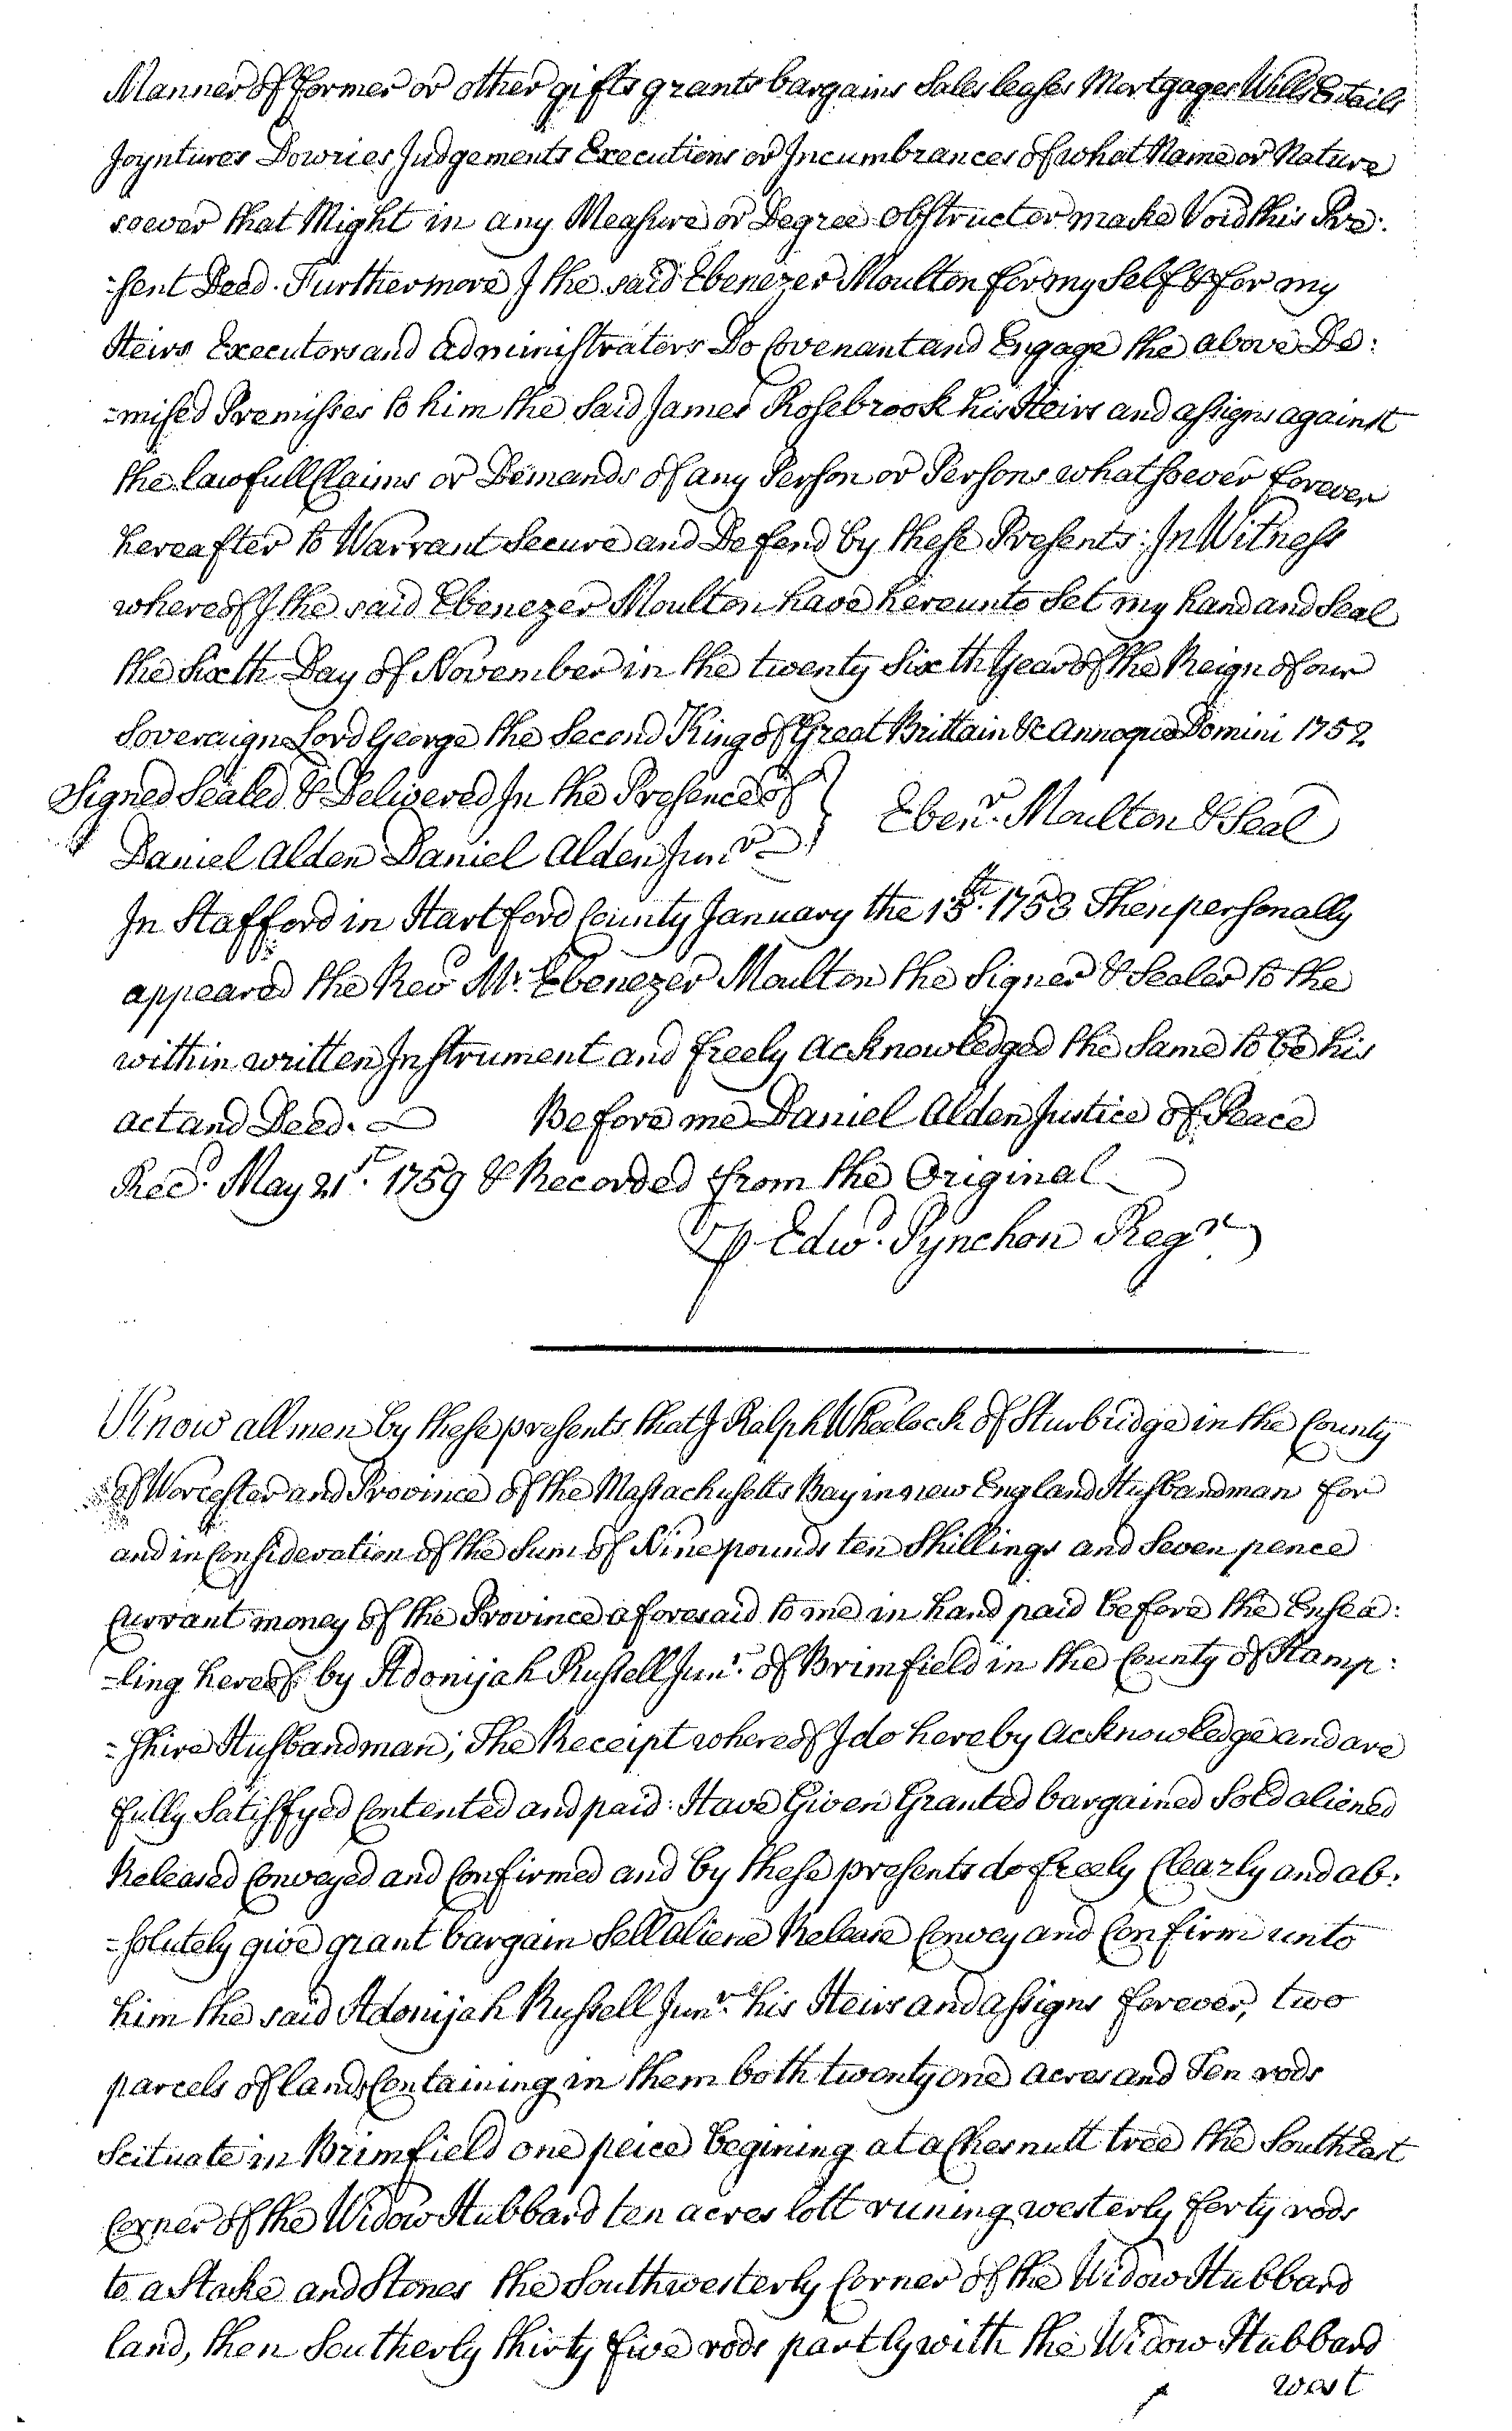 Manner of former or other gifts grants bargains Sales leases Mortgages Wills Entails
Joyntures Dowries Judgements Executions or Incumbrances of what Name or Nature
soever that Might in any Measure or Degree obstruct or make Void this Pre:
-sent Deed. Furthermore I the said Ebenezer Moulton for my Self & for my
Heirs Executors and administrators Do Covenant and Engage the above De:
-mised Premisses to him the Said James Rosebrook his Heirs and assigns against
the lawfull Claims or Demands of any Person or Persons whatsoever forever
hereafter to Warrant Secure and Defend by these Presents: In Witness
whereof I the said Ebenezer Moulton have hereunto Set my hand and Seal
the Sixth Day of November in the twenty Sixth Year of the Reign of our
Soveraign Lord George the Second King of Great Brittain &c Annoque Domini 1752
Signed Sealed & Delivered In the Presence of } Ebenr. Moulton & Seal
Daniel Alden Daniel Alden Junr
In Stafford in Hartford County January the 15th. 1753 Then personally
appeared the Revd Mr. Ebenezer Moulton the Signer & Sealer to the
within written Instrument and freely acknowledged the Same to be his
act and Deed. Before me Daniel Alden Justice of Peace
Recd. May 21st. 1759 & Recorded from the Original
P Edwd. Pynchon Regr
Know all men by these presents that I Ralph Wheelock of Sturbridge in the County
of Worcester and Province of the Massachusetts Bay in new England Husbandman for
and in Consideration of the Sum of Nine pounds ten Shillings and Seven pence
Currant money of the Province aforesaid to me in hand paid before the Ensea:
-ling hereof by Adonijah Russell Junr. of Brimfield in the County of Hamp:
-shire Husbandman; The Receipt whereof I do hereby acknowledge and are
fully Satisfyed Contented and paid: Have Given Granted bargained Sold aliened
Released Conveyed and Confirmed and by these presents do freely Clearly and ab:
-solutely give grant bargain Sell aliene Release Convey and Confirm unto
him the said Adonijah Russell Junr. his Heirs and assigns forever, two
parcels of lands Containing in them both twenty one acres and Ten rods
Scituate in Brimfield one peice begining at a Chesnutt tree the South East
Corner of the Widow Hubbard ten acres lott runing westerly forty rods
to a Stake and Stones the Southwesterly Corner of the Widow Hubbard
land, then Southerly thirty five rods partly with the Widow Hubbard
west